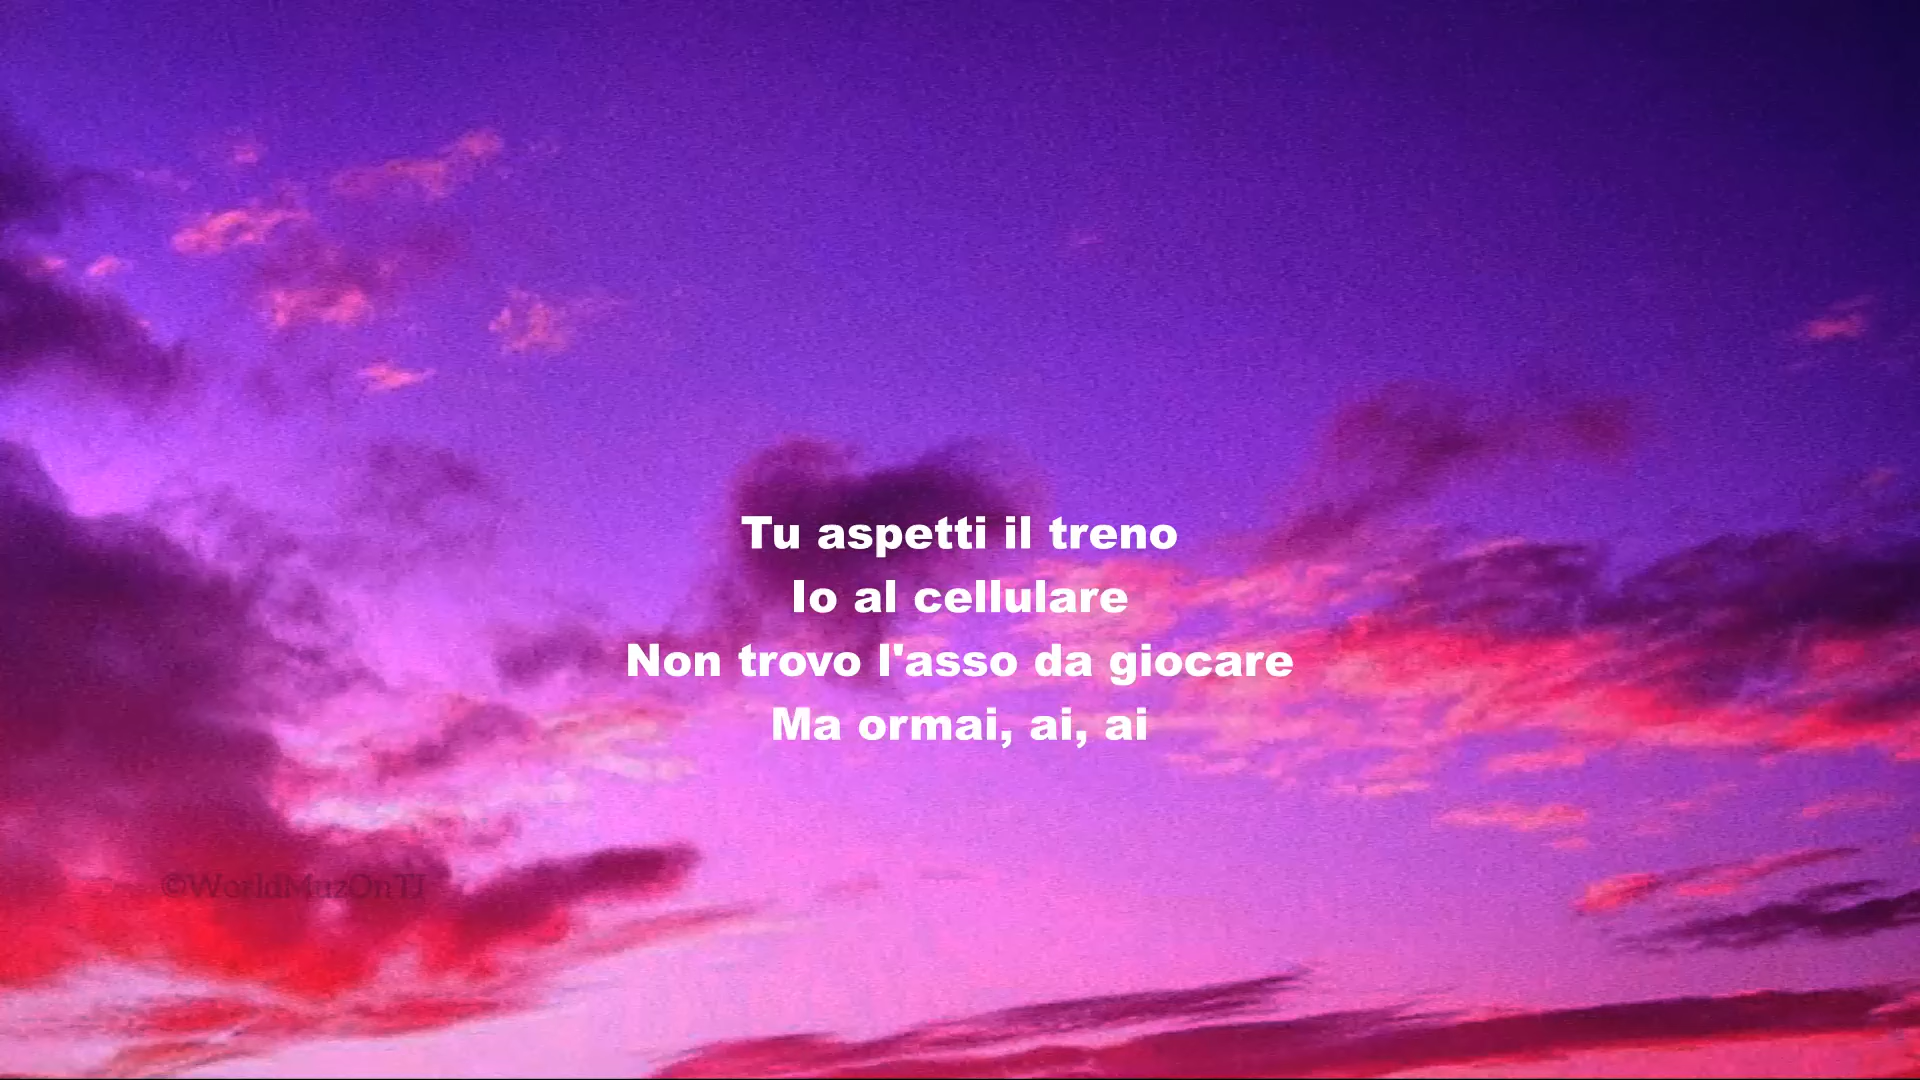 Tu aspetti il treno
Io al cellulare
Non trovo l'asso da giocare
Ma ormai, ai, ai
©WorldMuzOnTJ